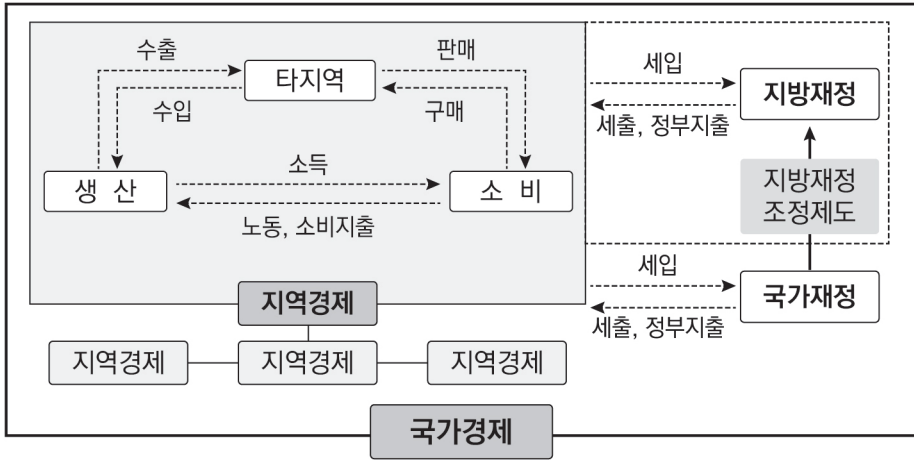 수출
판매
타지역
수입
구매
생 산
소득
소 비
노동, 소비지출
세입
지방재정
세출, 정부지출
지방재정
조정제도
세입
국가재정
세출, 정부지출
지역경제
지역경제
지역경제
지역경제
국가경제